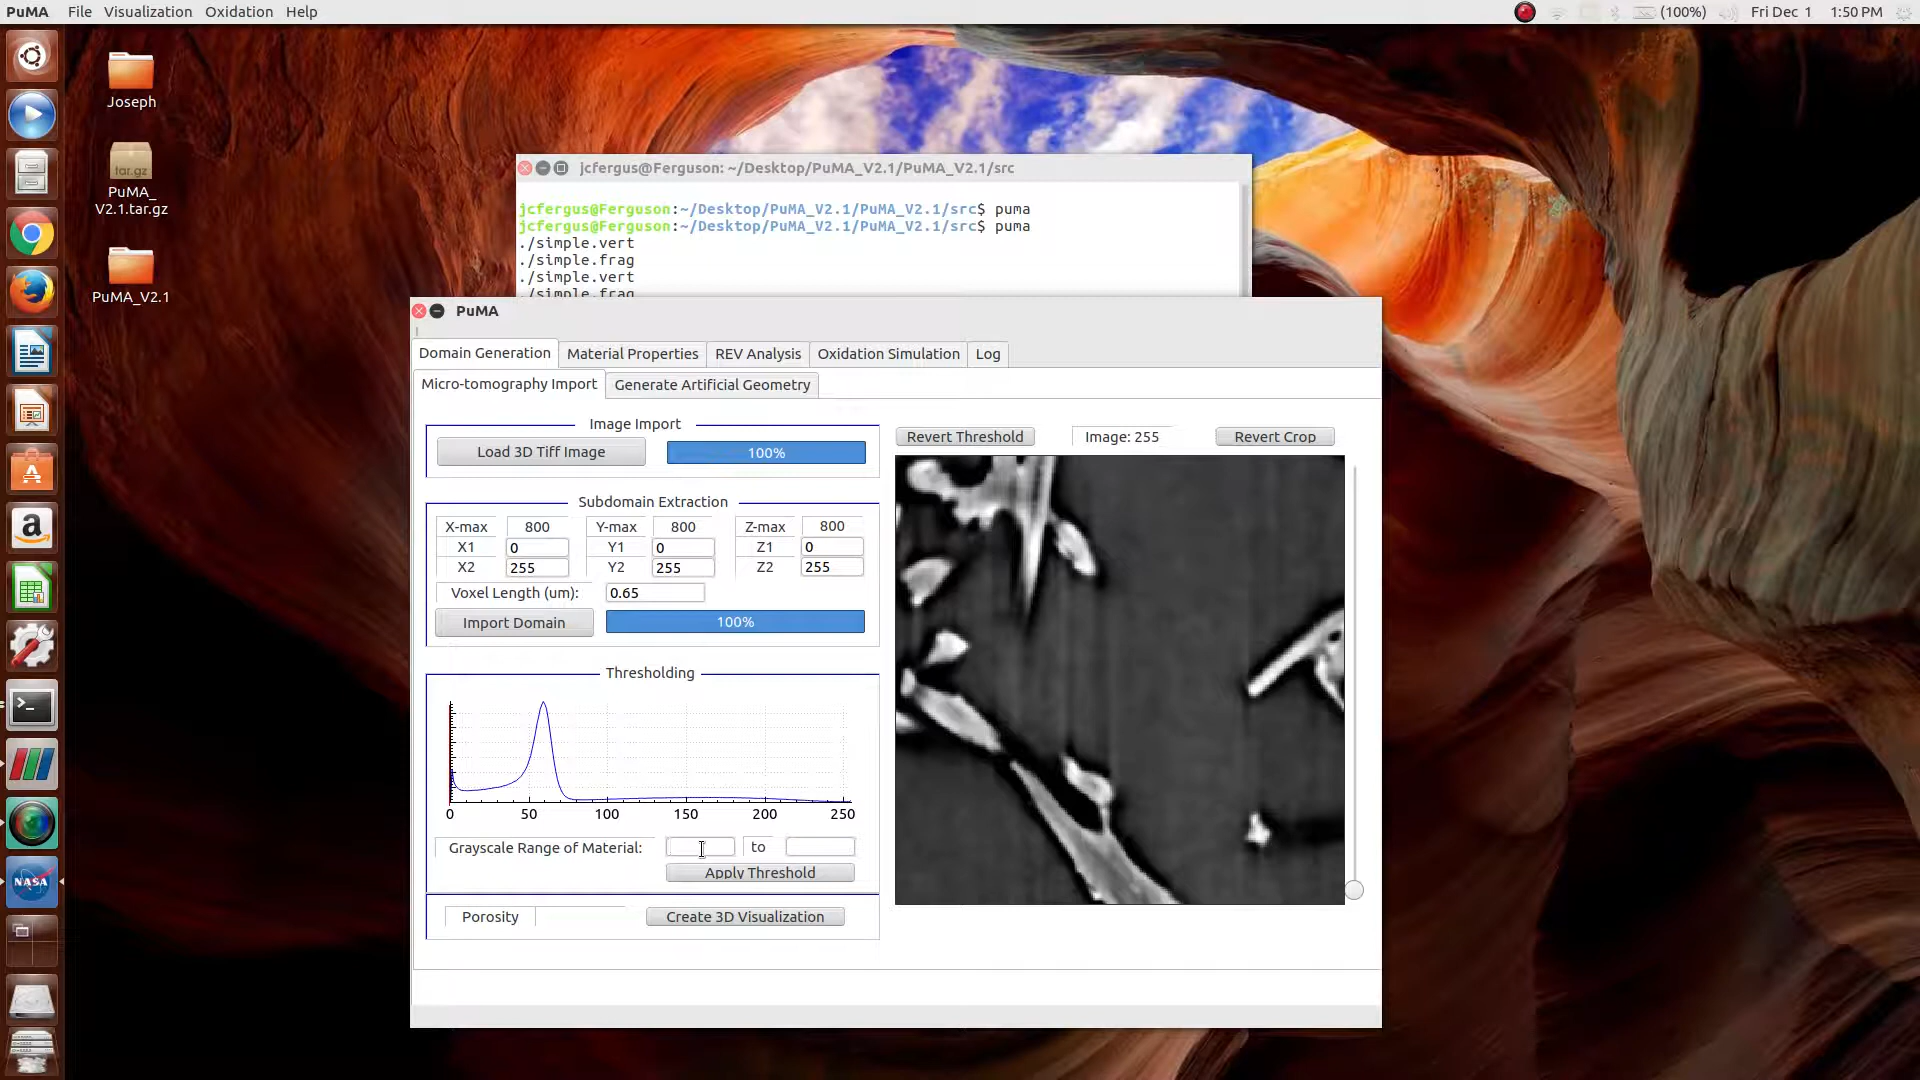 PuMA File Visualization Oxidation Help
(100%) Fri Dec 1 1:50 PM
Joseph
tar.gz
PuMA_
V2.1.tar.gz
PuMA_V2.1
NASA
jcfergus@Ferguson: ~/Desktop/PuMA_V2.1/PuMA_V2.1/src
jcfergus@Ferguson:~/Desktop/PuMA_V2.1/PuMA_V2.1/src$ puma
jcfergus@Ferguson:~/Desktop/PuMA_V2.1/PuMA_V2.1/src$ puma
./simple.vert
./simple.frag
./simple.vert
./simple.frag
PuMA
Domain Generation Material Properties REV Analysis Oxidation Simulation Log
Micro-tomography Import Generate Artificial Geometry
Image Import
Load 3D Tiff Image 100%
Subdomain Extraction
X-max 800 Y-max 800 Z-max 800
X1 0 Y1 0 Z1 0
X2 255 Y2 255 Z2 255
Voxel Length (um): 0.65
Import Domain 100%
Thresholding
0 50 100 150 200 250
Grayscale Range of Material: to
Apply Threshold
Porosity Create 3D Visualization
Revert Threshold Image: 255 Revert Crop